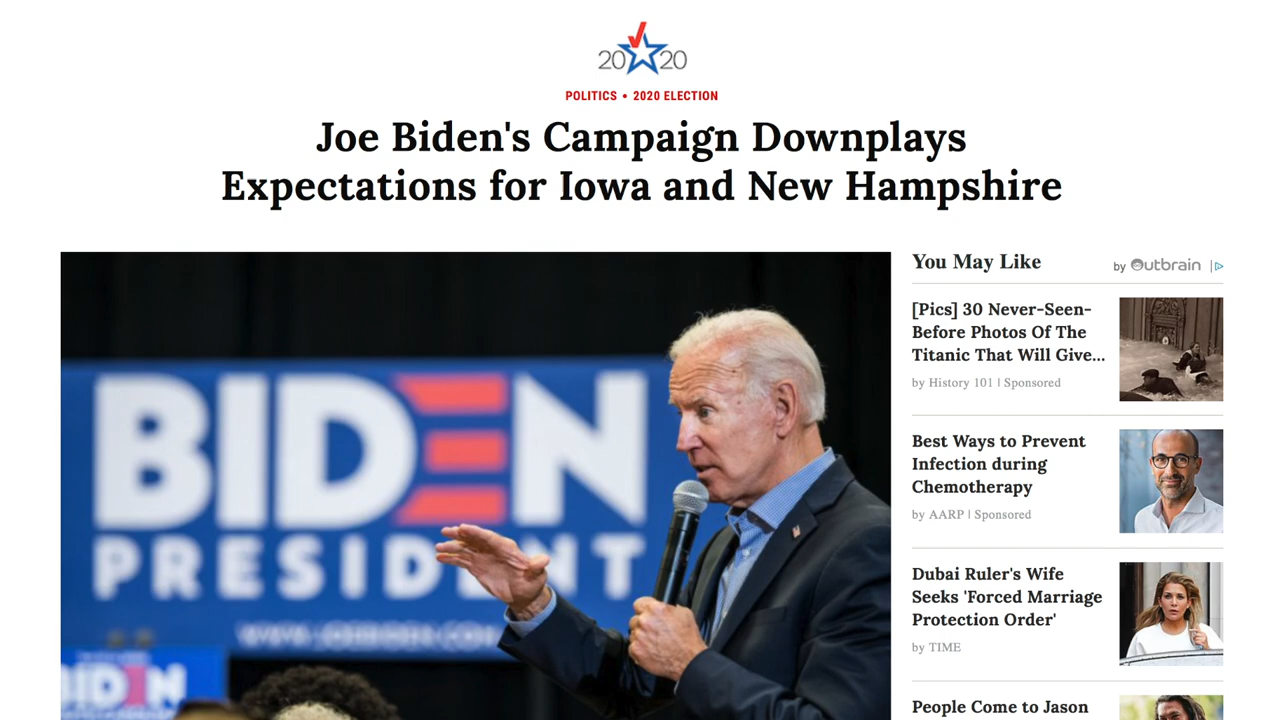 2020
POLITICS • 2020 ELECTION
Joe Biden's Campaign Downplays
Expectations for Iowa and New Hampshire
BIDEN
PRESIDENT
WWW.JOEBIDEN.COM
BIDEN
You May Like
by Outbrain
[Pics] 30 Never-Seen-
Before Photos Of The
Titanic That Will Give...
by History 101 | Sponsored
Best Ways to Prevent
Infection during
Chemotherapy
by AARP | Sponsored
Dubai Ruler's Wife
Seeks 'Forced Marriage
Protection Order'
by TIME
People Come to Jason